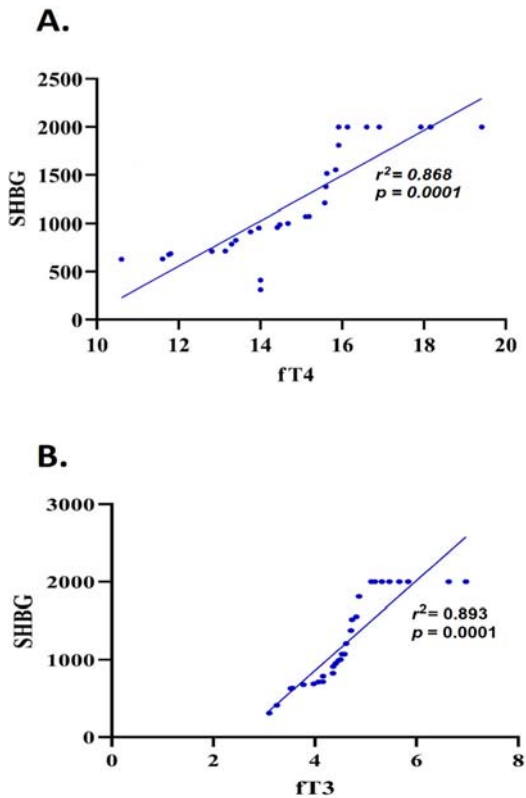 A.
2500
2000
1500
1000
500
0
SHBG
r²= 0.868
p = 0.0001
10 12 14 16 18 20
fT4
B.
3000
2000
1000
0
SHBG
r²= 0.893
p = 0.0001
0 2 4 6 8
fT3